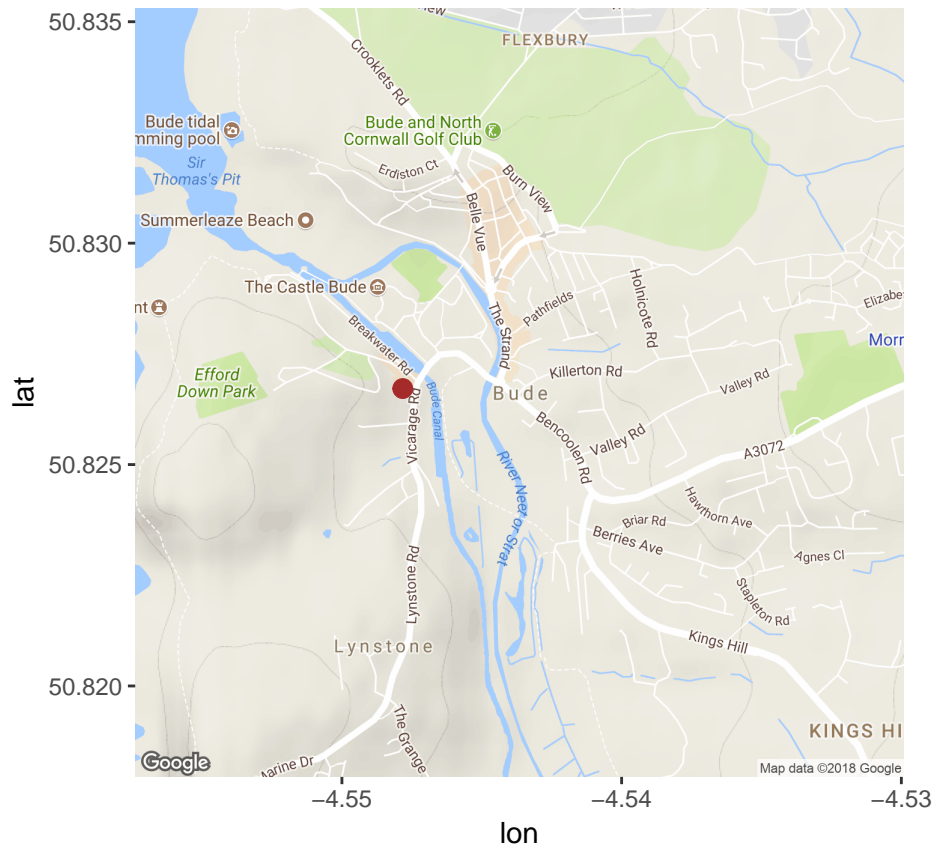 50.835
50.830
50.825
50.820
lat
−4.55
−4.54
−4.53
lon
FLEXBURY
Crooklets Rd
Bude tidal
mming pool
Bude and North
Cornwall Golf Club
Sir
Thomas's Pit
Erdiston Ct
Burn View
Belle Vue
Summerleaze Beach
The Castle Bude
nt
Holnicote Rd
Pathfields
Elizabe
The Strand
Breakwater Rd
Morr
Efford
Down Park
Killerton Rd
Valley Rd
Bude
Bude Canal
Vicarage Rd
Bencoolen Rd
Valley Rd
A3072
River Neet or Strat
Hawthorn Ave
Briar Rd
Berries Ave
Agnes Cl
Lynstone Rd
Stapleton Rd
Lynstone
Kings Hill
The Grange
KINGS HI
Marine Dr
Google
Map data ©2018 Google